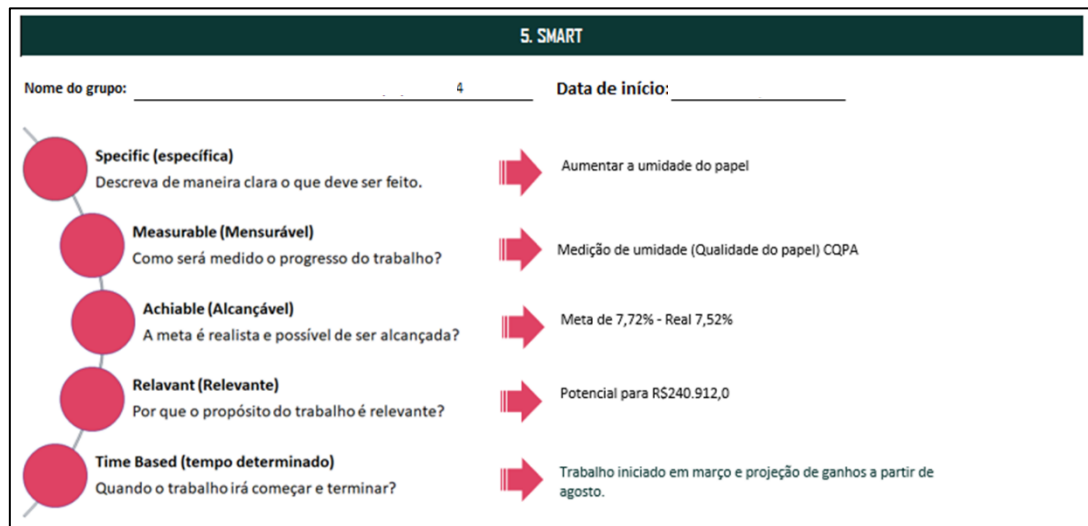 5. SMART
Nome do grupo: 4 Data de início:
Specific (específica)
Descreva de maneira clara o que deve ser feito.
Aumentar a umidade do papel
Measurable (Mensurável)
Como será medido o progresso do trabalho?
Medição de umidade (Qualidade do papel) CQPA
Achiable (Alcançável)
A meta é realista e possível de ser alcançada?
Meta de 7,72% - Real 7,52%
Relavant (Relevante)
Por que o propósito do trabalho é relevante?
Potencial para R$240.912,0
Time Based (tempo determinado)
Quando o trabalho irá começar e terminar?
Trabalho iniciado em março e projeção de ganhos a partir de
agosto.